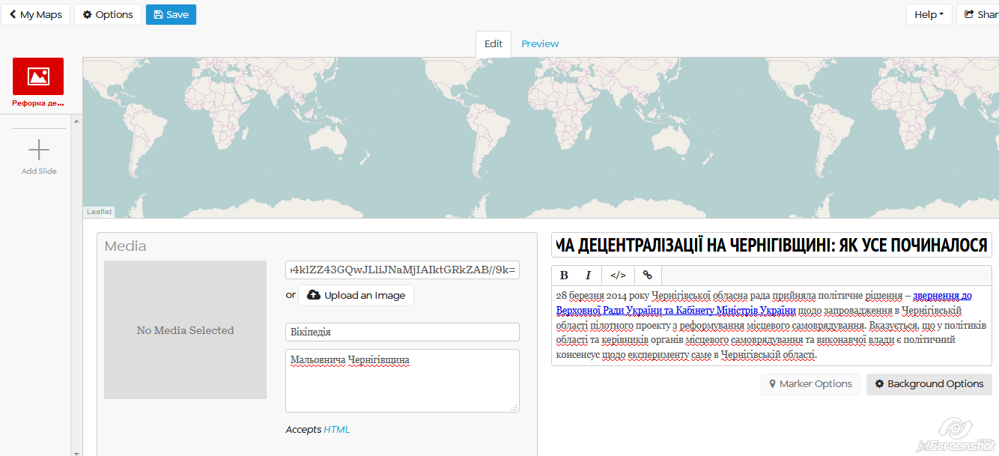 My Maps
Options
Save
Help
Shar
Edit
Preview
Реформа де...
Add Slide
Leaflet
Media
No Media Selected
4klZZ43GQwJLliJNaMjIAIktGRkZAB//9k=
or Upload an Image
Вікіпедія
Мальовнича Чернігівщина
Accepts HTML
МА ДЕЦЕНТРАЛІЗАЦІЇ НА ЧЕРНІГІВЩИНІ: ЯК УСЕ ПОЧИНАЛОСЯ
B I </>
28 березня 2014 року Чернігівської обласна рада прийняла політичне рішення – звернення до
Верховної Ради України та Кабінету Міністрів України щодо запровадження в Чернігівській
області пілотного проекту з реформування місцевого самоврядування. Вказується, що у політиків
області та керівників органів місцевого самоврядування та виконавчої влади є політичний
консенсус щодо експерименту саме в Чернігівській області.
Marker Options
Background Options
jetScreenshot.com